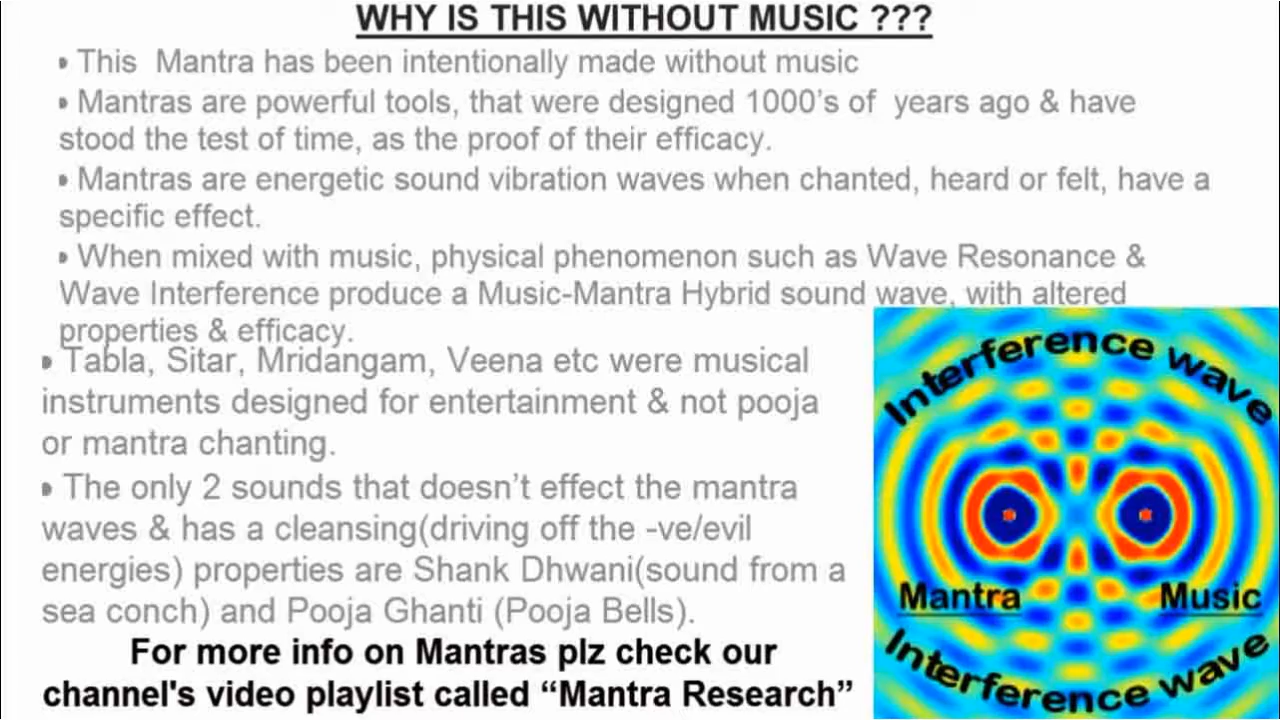 WHY IS THIS WITHOUT MUSIC ???
• This Mantra has been intentionally made without music
• Mantras are powerful tools, that were designed 1000’s of years ago & have
stood the test of time, as the proof of their efficacy.
• Mantras are energetic sound vibration waves when chanted, heard or felt, have a
specific effect.
• When mixed with music, physical phenomenon such as Wave Resonance &
Wave Interference produce a Music-Mantra Hybrid sound wave, with altered
properties & efficacy.
• Tabla, Sitar, Mridangam, Veena etc were musical
instruments designed for entertainment & not pooja
or mantra chanting.
• The only 2 sounds that doesn’t effect the mantra
waves & has a cleansing(driving off the -ve/evil
energies) properties are Shank Dhwani(sound from a
sea conch) and Pooja Ghanti (Pooja Bells).
For more info on Mantras plz check our
channel's video playlist called “Mantra Research”
Interference wave
Mantra
Music
Interference wave